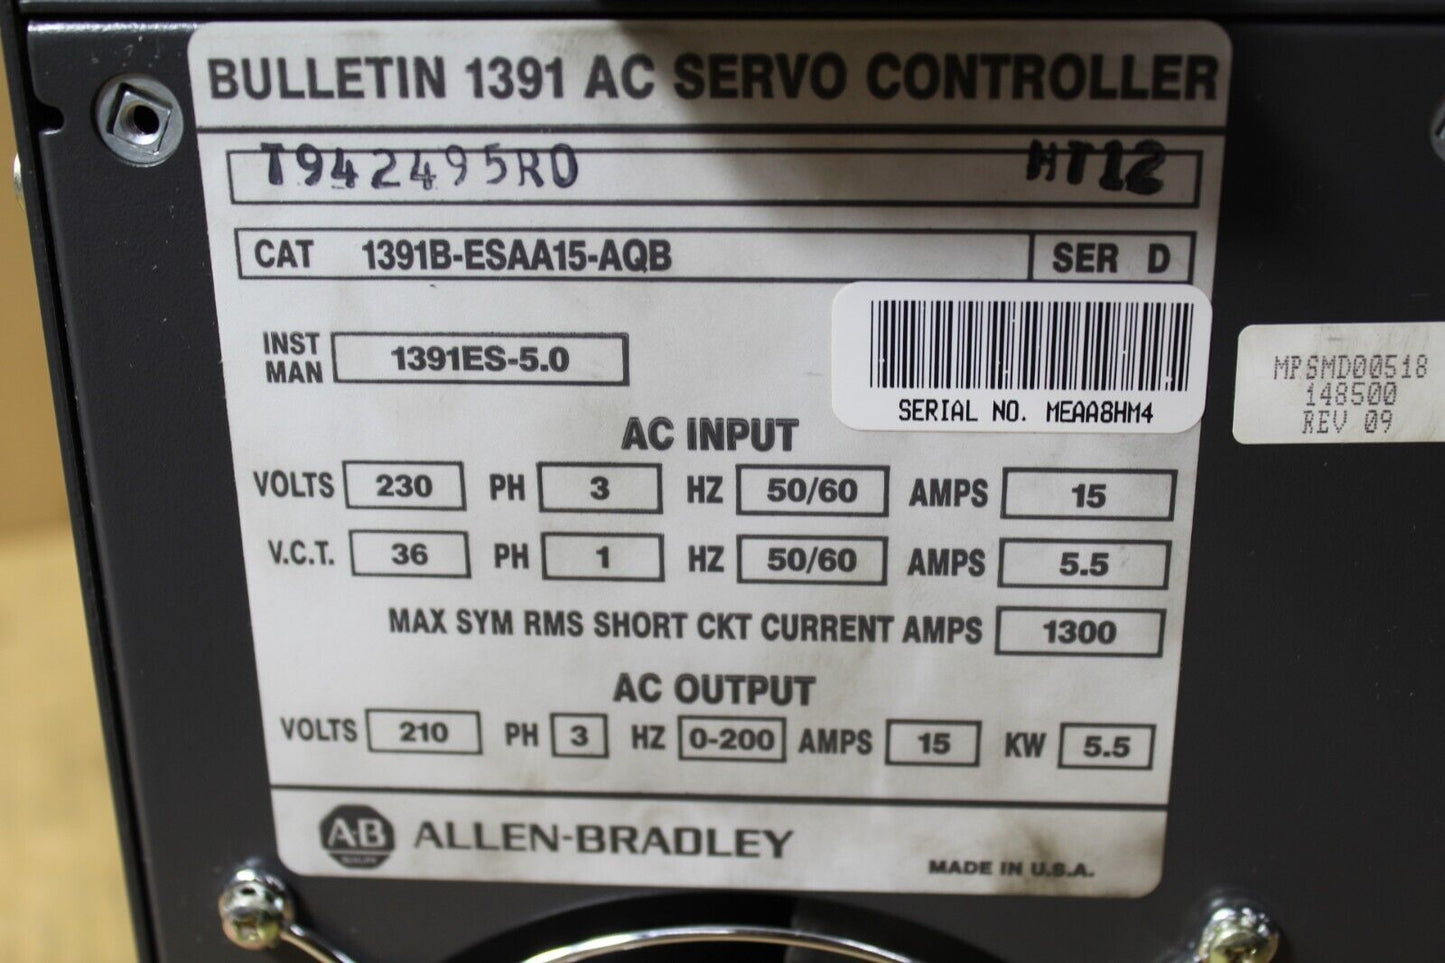 BULLETIN 1391 AC SERVO CONTROLLER
T942495R0 HT12
CAT 1391B-ESAA15-AQB SER D
INST MAN 1391ES-5.0
SERIAL NO. MEAA8HM4
MPSMD00518
148500
REV 09
AC INPUT
VOLTS 230 PH 3 HZ 50/60 AMPS 15
V.C.T. 36 PH 1 HZ 50/60 AMPS 5.5
MAX SYM RMS SHORT CKT CURRENT AMPS 1300
AC OUTPUT
VOLTS 210 PH 3 HZ 0-200 AMPS 15 KW 5.5
A-B ALLEN-BRADLEY
MADE IN U.S.A.